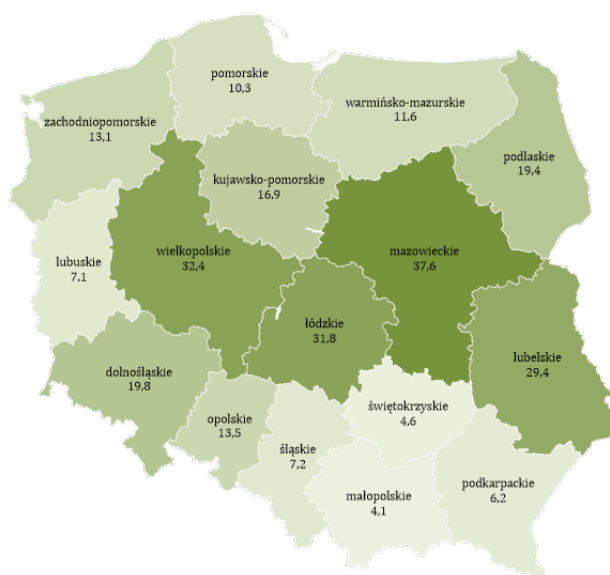 pomorskie
10,3
warmińsko-mazurskie
11,6
zachodniopomorskie
13,1
podlaskie
19,4
kujawsko-pomorskie
16,9
wielkopolskie
32,4
mazowieckie
37,6
lubuskie
7,1
łódzkie
31,8
lubelskie
29,4
dolnośląskie
19,8
opolskie
13,5
śląskie
7,2
świętokrzyskie
4,6
małopolskie
4,1
podkarpackie
6,2